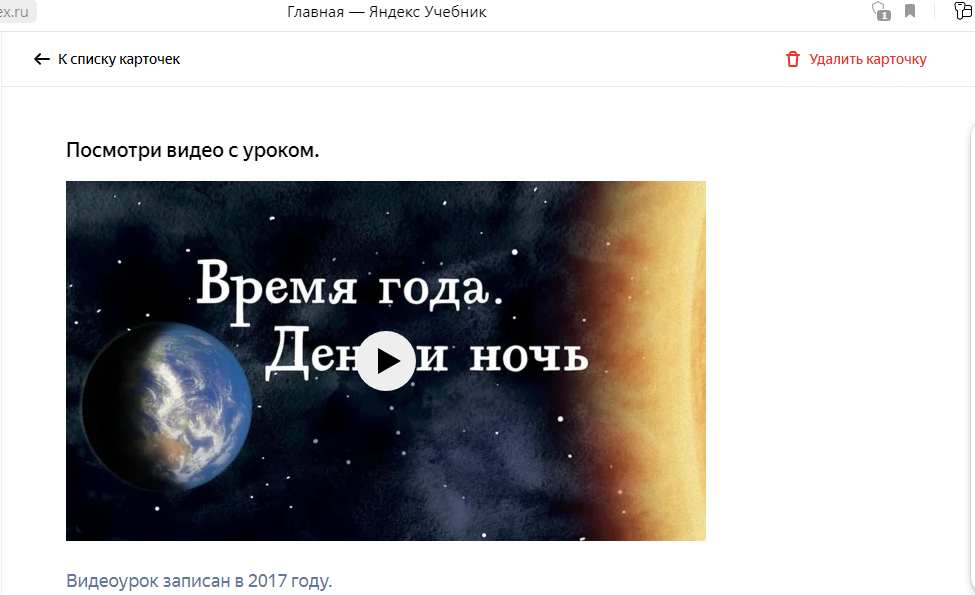 ex.ru
Главная — Яндекс Учебник
1
К списку карточек
Удалить карточку
Посмотри видео с уроком.
Время года.
Ден и ночь
Видеоурок записан в 2017 году.